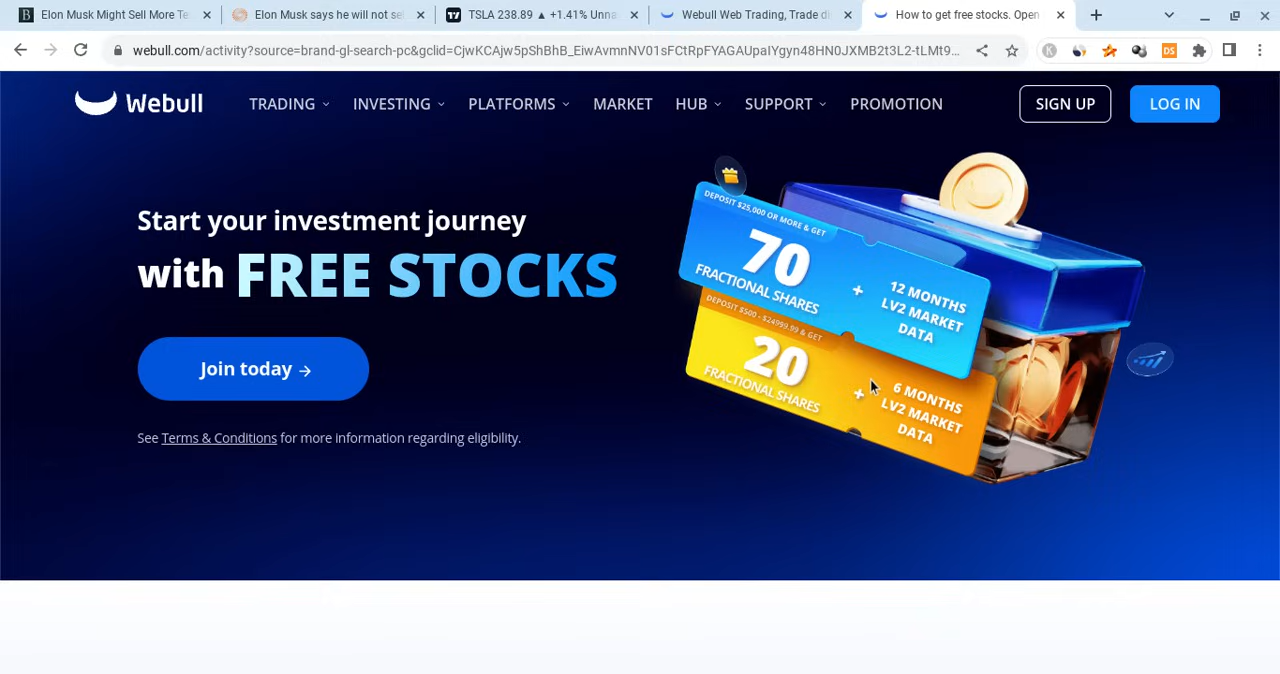 Elon Musk Might Sell More Te
Elon Musk says he will not sel
TSLA 238.89 ▲ +1.41% Unna
Webull Web Trading, Trade di
How to get free stocks. Open
webull.com/activity?source=brand-gl-search-pc&gclid=CjwKCAjw5pShBhB_EiwAvmnNV01sFCtRpFYAGAUpaIYgyn48HN0JXMB2t3L2-tLMt9...
Webull
TRADING
INVESTING
PLATFORMS
MARKET
HUB
SUPPORT
PROMOTION
SIGN UP
LOG IN
Start your investment journey
with FREE STOCKS
Join today →
See Terms & Conditions for more information regarding eligibility.
DEPOSIT $25,000 OR MORE & GET
70
FRACTIONAL SHARES
+
12 MONTHS
LV2 MARKET
DATA
DEPOSIT $500 - $24999.99 & GET
20
FRACTIONAL SHARES
+
6 MONTHS
LV2 MARKET
DATA